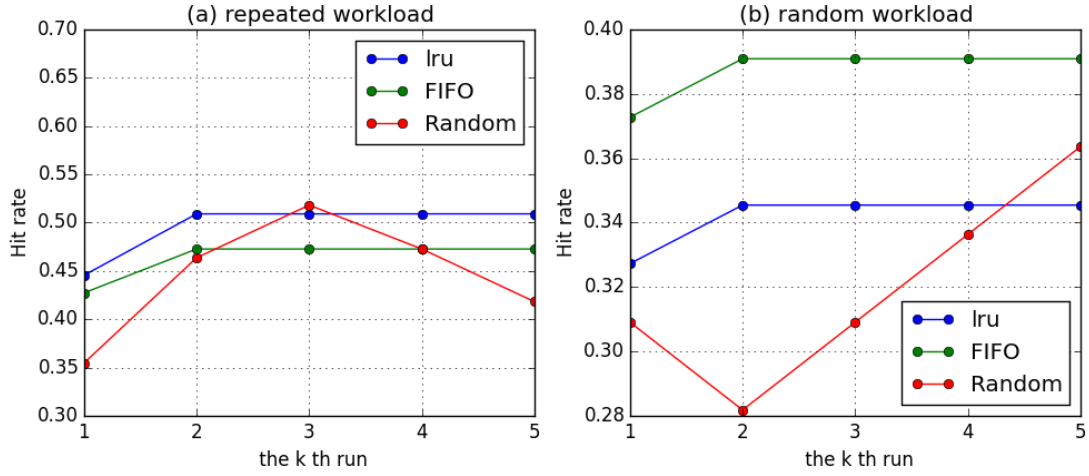 (a) repeated workload
0.70
0.65
0.60
0.55
0.50
0.45
0.40
0.35
0.30
Hit rate
lru
FIFO
Random
1 2 3 4 5
the k th run
(b) random workload
0.40
0.38
0.36
0.34
0.32
0.30
0.28
Hit rate
lru
FIFO
Random
1 2 3 4 5
the k th run